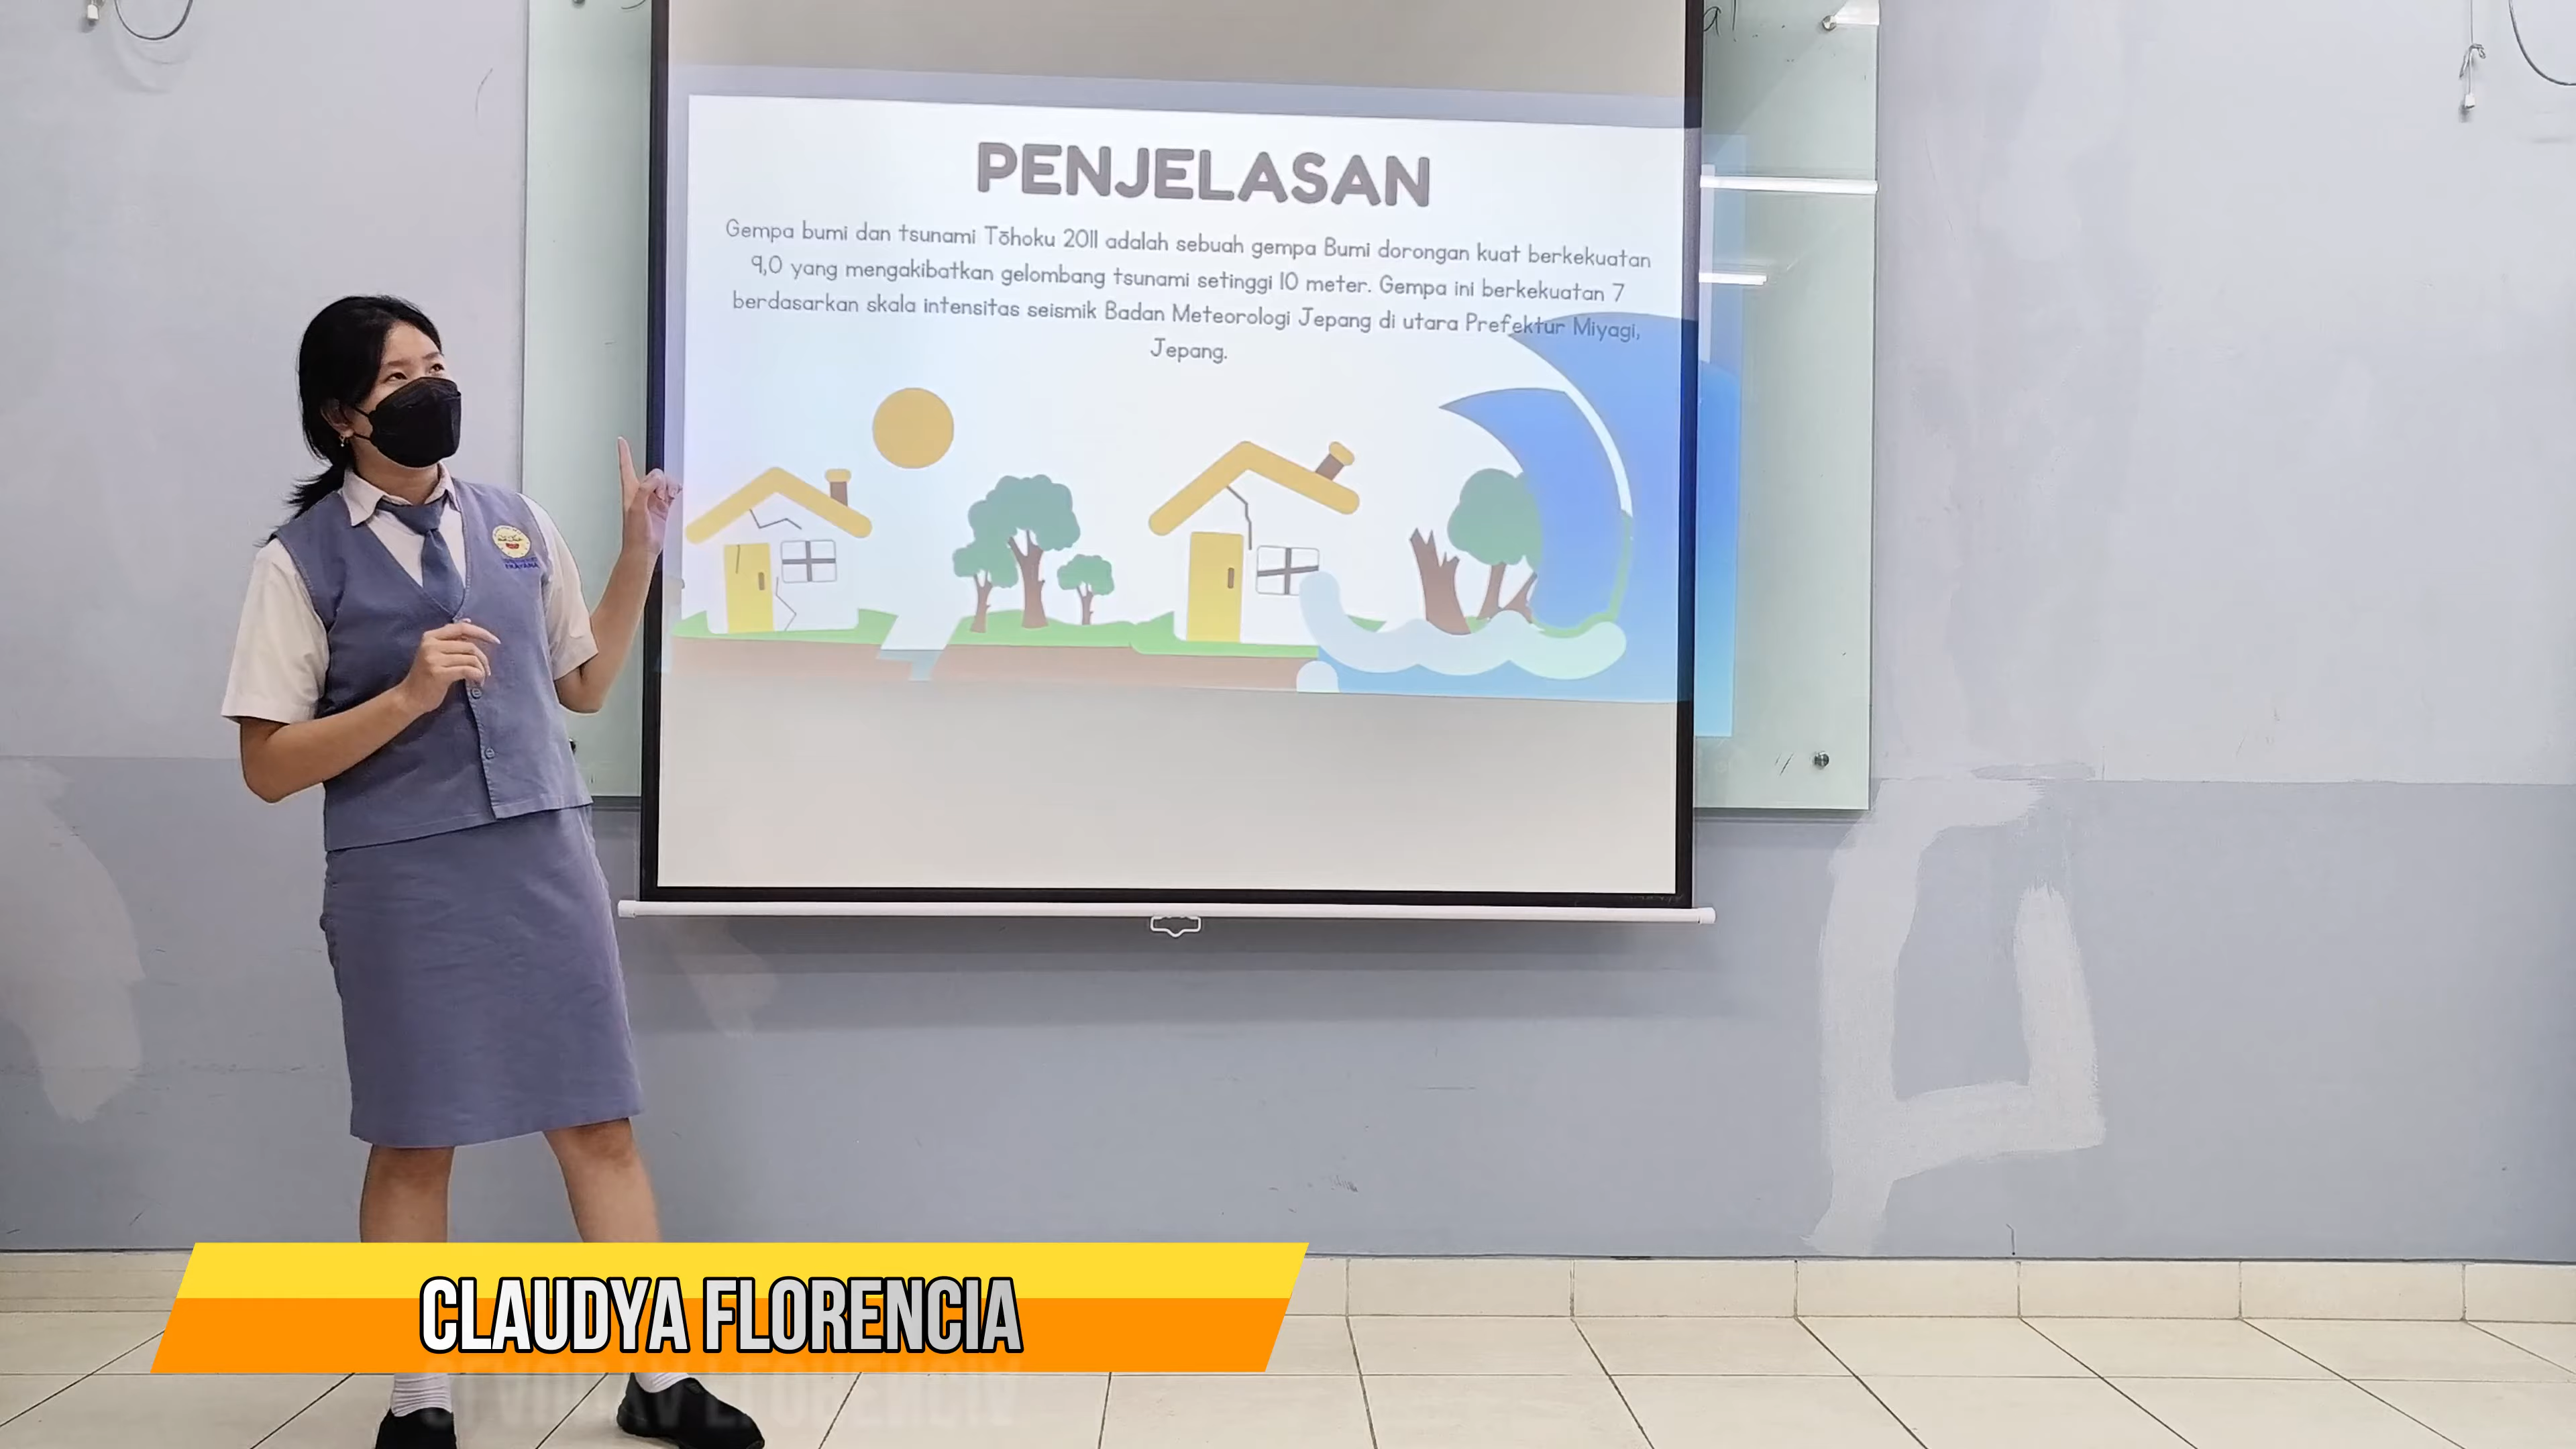 PENJELASAN
Gempa bumi dan tsunami Tōhoku 2011 adalah sebuah gempa Bumi dorongan kuat berkekuatan
9,0 yang mengakibatkan gelombang tsunami setinggi 10 meter. Gempa ini berkekuatan 7
berdasarkan skala intensitas seismik Badan Meteorologi Jepang di utara Prefektur Miyagi,
Jepang.
CLAUDYA FLORENCIA